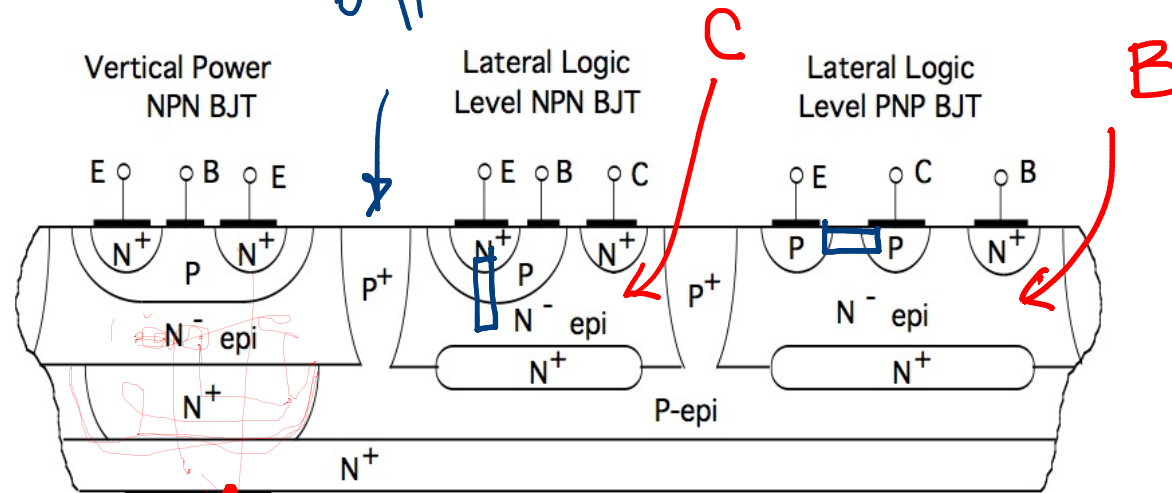 C
B
Vertical Power
NPN BJT
Lateral Logic
Level NPN BJT
Lateral Logic
Level PNP BJT
E B E E B C E C B
N+ N+ N+ N+ P P N+
P P
P+ P+
N- epi N- epi N- epi
N+ N+
N+
P-epi
N+